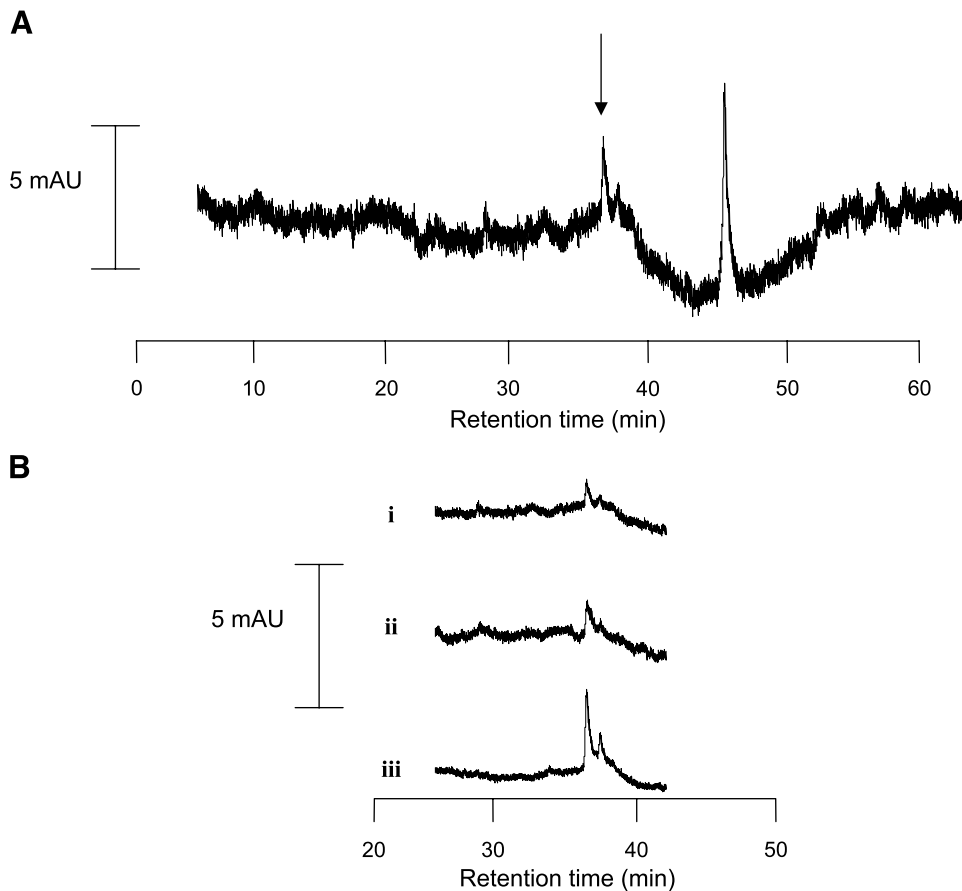 A
5 mAU
0 10 20 30 40 50 60
Retention time (min)
B
i
5 mAU
ii
iii
20 30 40 50
Retention time (min)